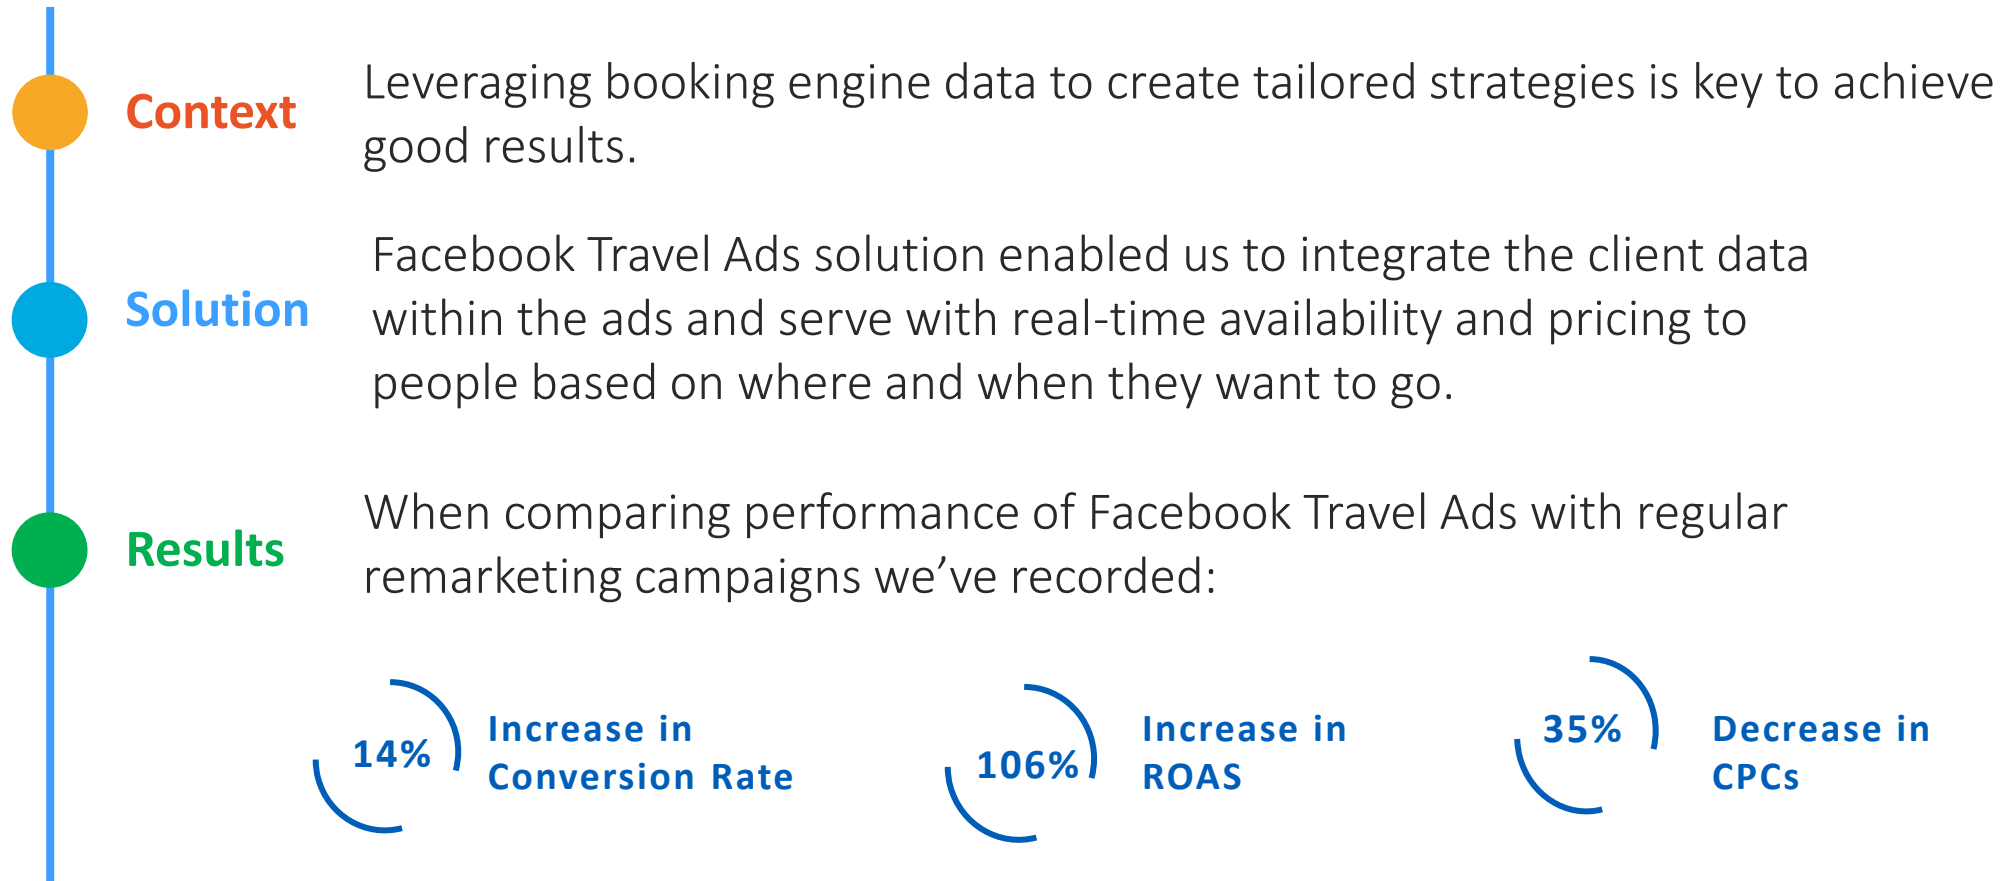 Context
Leveraging booking engine data to create tailored strategies is key to achieve
good results.
Solution
Facebook Travel Ads solution enabled us to integrate the client data
within the ads and serve with real-time availability and pricing to
people based on where and when they want to go.
Results
When comparing performance of Facebook Travel Ads with regular
remarketing campaigns we’ve recorded:
14%
Increase in
Conversion Rate
106%
Increase in
ROAS
35%
Decrease in
CPCs